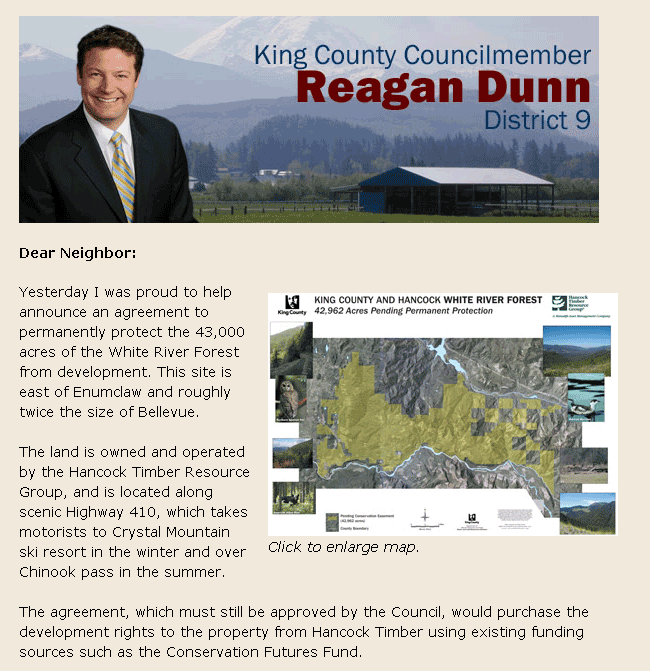 King County Councilmember
Reagan Dunn
District 9
Dear Neighbor:
Yesterday I was proud to help
announce an agreement to
permanently protect the 43,000
acres of the White River Forest
from development. This site is
east of Enumclaw and roughly
twice the size of Bellevue.
The land is owned and operated
by the Hancock Timber Resource
Group, and is located along
scenic Highway 410, which takes
motorists to Crystal Mountain
ski resort in the winter and over
Chinook pass in the summer.
King County
KING COUNTY AND HANCOCK WHITE RIVER FOREST
42,962 Acres Pending Permanent Protection
Hancock
Timber
Resource
Group
Pending Conservation Easement
(42,962 acres)
County Boundary
King County
Click to enlarge map.
The agreement, which must still be approved by the Council, would purchase the
development rights to the property from Hancock Timber using existing funding
sources such as the Conservation Futures Fund.